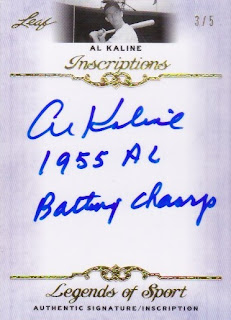 Leaf
3/5
AL KALINE
Inscriptions
Al Kaline
1955 AL
Batting Champ
Legends of Sport
AUTHENTIC SIGNATURE/INSCRIPTION